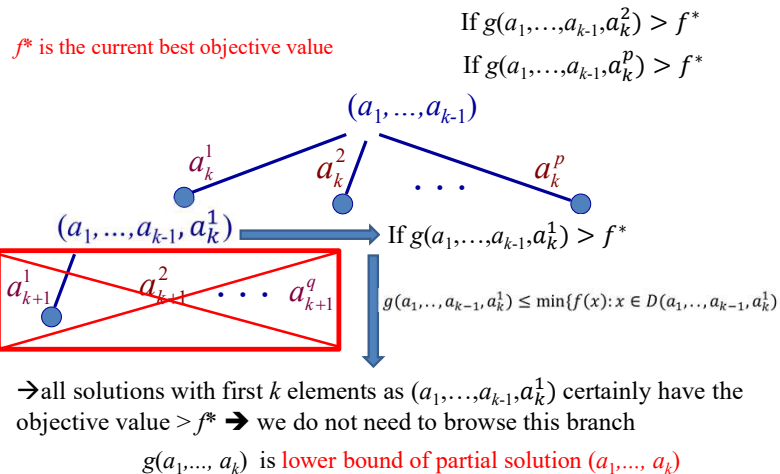 If g(a₁,…,aₖ₋₁,aₖ²) > f*
f* is the current best objective value
If g(a₁,…,aₖ₋₁,aₖᵖ) > f*
(a₁,...,aₖ₋₁)
aₖ¹ aₖ² . . . aₖᵖ
(a₁, ...,aₖ₋₁, aₖ¹) If g(a₁,…,aₖ₋₁,aₖ¹) > f*
aₖ₊₁¹ aₖ₊₁² . . . aₖ₊₁^q
g(a₁,..,aₖ₋₁,aₖ¹) ≤ min{f(x): x ∈ D(a₁,..,aₖ₋₁,aₖ¹)
→all solutions with first k elements as (a₁,…,aₖ₋₁,aₖ¹) certainly have the
objective value > f* ➔ we do not need to browse this branch
g(a₁,..., aₖ) is lower bound of partial solution (a₁,..., aₖ)